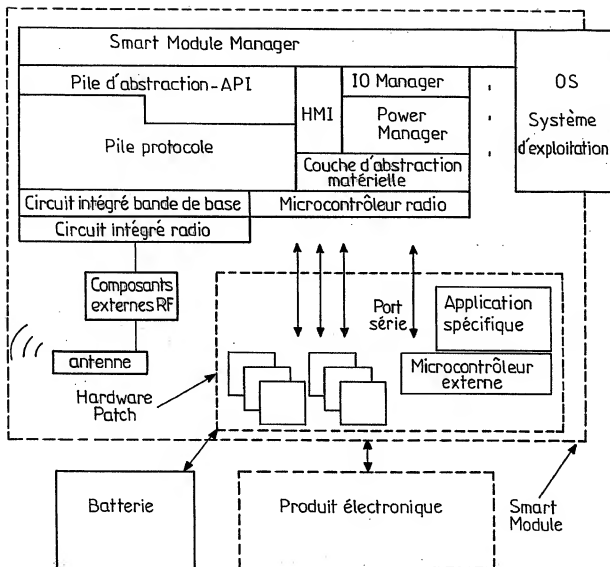 Smart Module Manager
OS
Système
d'exploitation
Pile d'abstraction-API
HMI
IO Manager
Power
Manager
Pile protocole
Couche d'abstraction
matérielle
Circuit intégré bande de base
Microcontrôleur radio
Circuit intégré radio
Composants
externes RF
antenne
Port
série
Application
spécifique
Microcontrôleur
externe
Hardware
Patch
Batterie
Produit électronique
Smart
Module